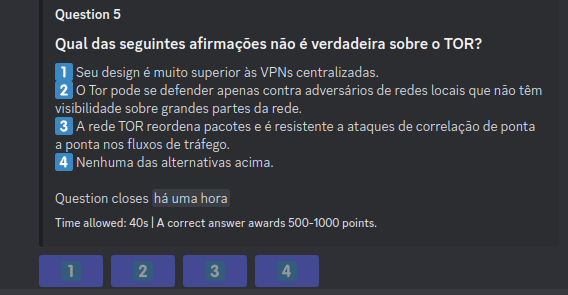 Question 5
Qual das seguintes afirmações não é verdadeira sobre o TOR?
1 Seu design é muito superior às VPNs centralizadas.
2 O Tor pode se defender apenas contra adversários de redes locais que não têm
visibilidade sobre grandes partes da rede.
3 A rede TOR reordena pacotes e é resistente a ataques de correlação de ponta
a ponta nos fluxos de tráfego.
4 Nenhuma das alternativas acima.
Question closes há uma hora
Time allowed: 40s | A correct answer awards 500-1000 points.
1 2 3 4